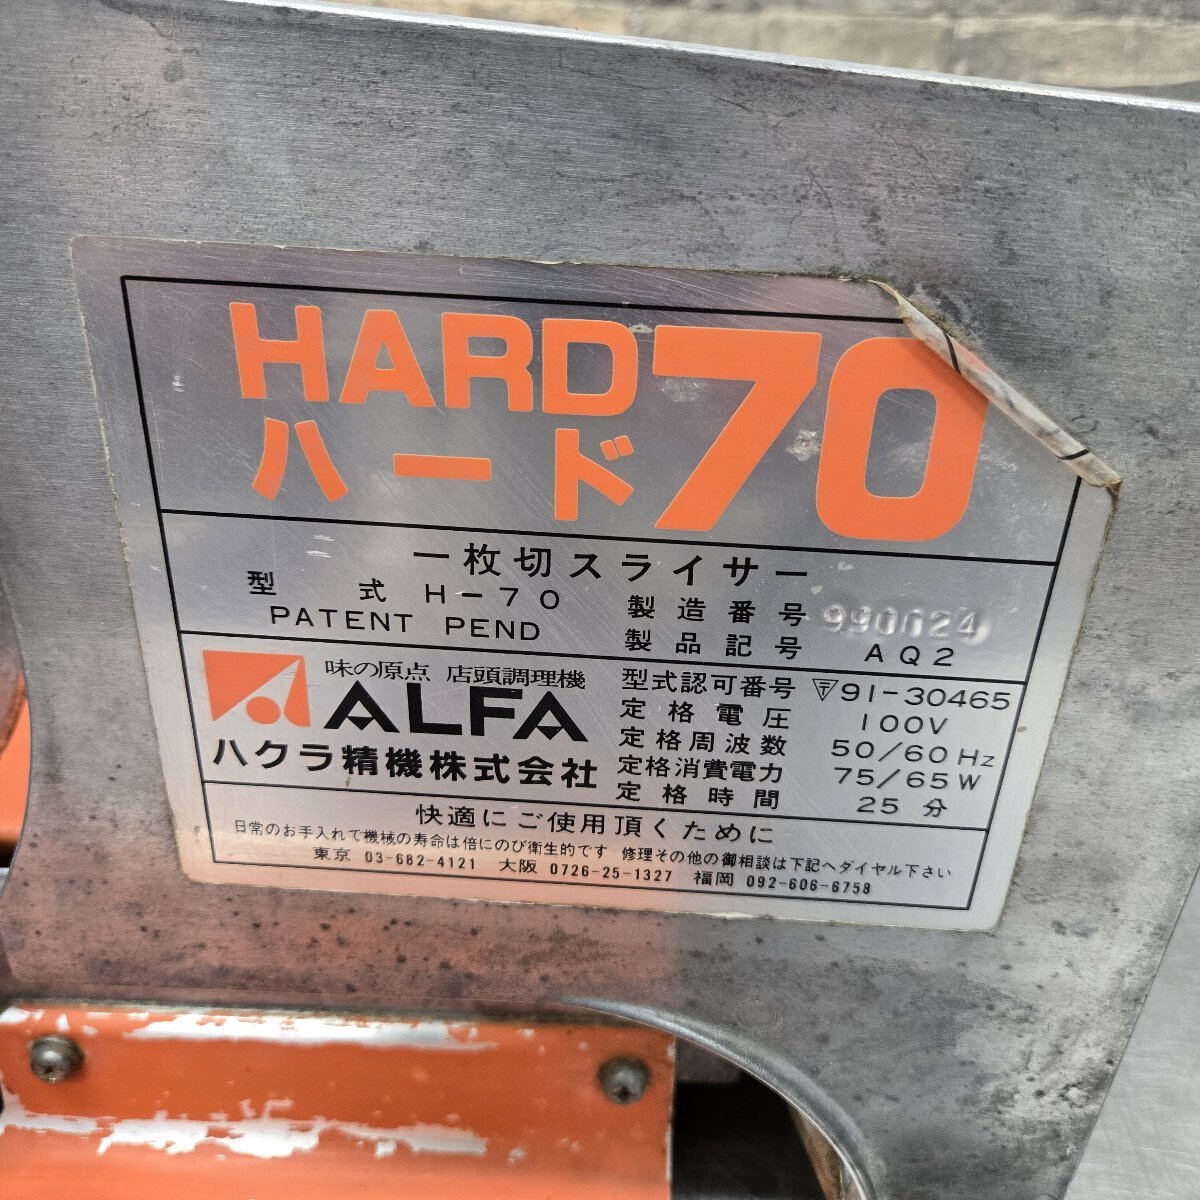 HARD 70
ハード
一枚切スライサー
型式 H-70
PATENT PEND
製造番号 990024
製品記号 AQ2
味の原点 店頭調理機
ALFA
ハクラ精機株式会社
型式認可番号 〒91-30465
定格電圧 100V
定格周波数 50/60Hz
定格消費電力 75/65W
定格時間 25分
快適にご使用頂くために
日常のお手入れで機械の寿命は倍にのび衛生的です 修理その他の御相談は下記へダイヤル下さい
東京 03-682-4121 大阪 0726-25-1327 福岡 092-606-6758